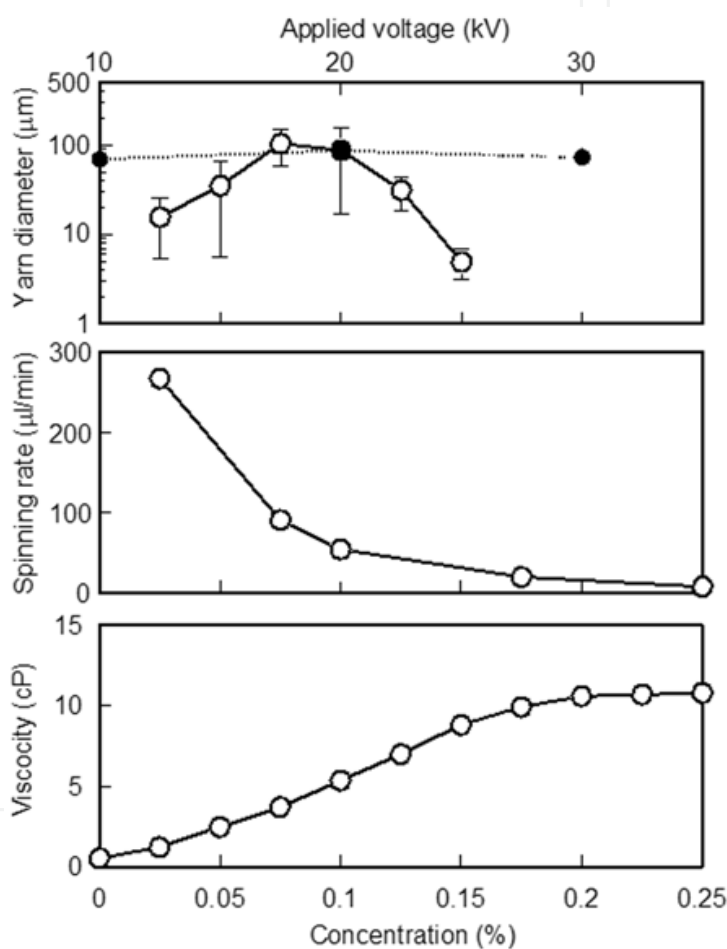 Applied voltage (kV)
10 20 30
Yarn diameter (μm)
500
100
10
1
Spinning rate (μl/min)
300
200
100
0
Viscocity (cP)
15
10
5
0
0 0.05 0.1 0.15 0.2 0.25
Concentration (%)